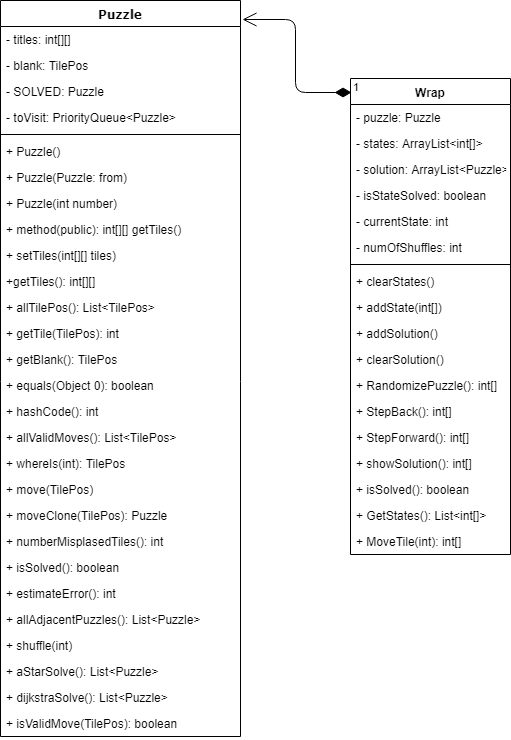 Puzzle
- titles: int[][]
- blank: TilePos
- SOLVED: Puzzle
- toVisit: PriorityQueue<Puzzle>
+ Puzzle()
+ Puzzle(Puzzle: from)
+ Puzzle(int number)
+ method(public): int[][] getTiles()
+ setTiles(int[][] tiles)
+getTiles(): int[][]
+ allTilePos(): List<TilePos>
+ getTile(TilePos): int
+ getBlank(): TilePos
+ equals(Object 0): boolean
+ hashCode(): int
+ allValidMoves(): List<TilePos>
+ whereIs(int): TilePos
+ move(TilePos)
+ moveClone(TilePos): Puzzle
+ numberMisplasedTiles(): int
+ isSolved(): boolean
+ estimateError(): int
+ allAdjacentPuzzles(): List<Puzzle>
+ shuffle(int)
+ aStarSolve(): List<Puzzle>
+ dijkstraSolve(): List<Puzzle>
+ isValidMove(TilePos): boolean
1
Wrap
- puzzle: Puzzle
- states: ArrayList<int[]>
- solution: ArrayList<Puzzle>
- isStateSolved: boolean
- currentState: int
- numOfShuffles: int
+ clearStates()
+ addState(int[])
+ addSolution()
+ clearSolution()
+ RandomizePuzzle(): int[]
+ StepBack(): int[]
+ StepForward(): int[]
+ showSolution(): int[]
+ isSolved(): boolean
+ GetStates(): List<int[]>
+ MoveTile(int): int[]